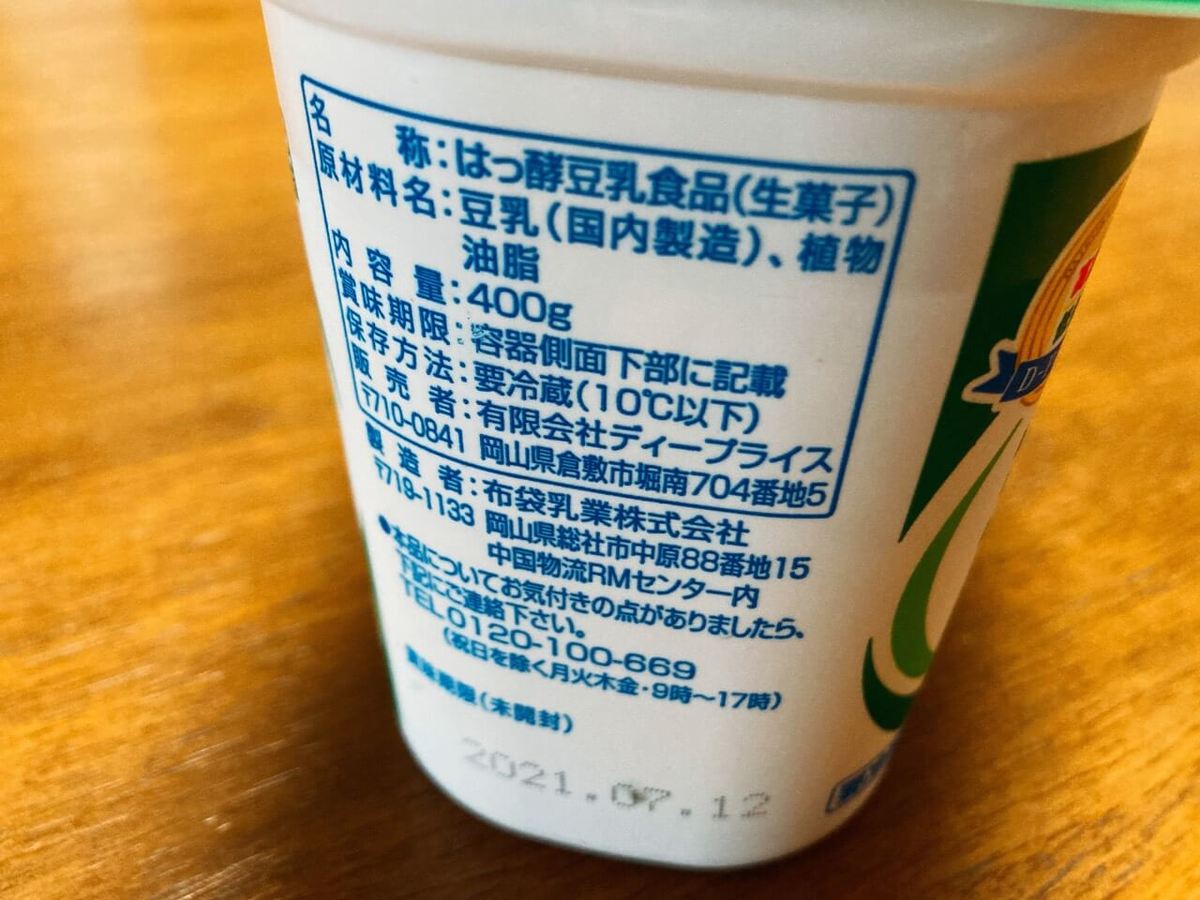 名称：はっ酵豆乳食品（生菓子）
原材料名：豆乳（国内製造）、植物
油脂
内容量：400g
賞味期限：容器側面下部に記載
保存方法：要冷蔵（10℃以下）
販売者：有限会社ディープライス
〒710-0841 岡山県倉敷市堀南704番地5
製造者：布袋乳業株式会社
〒719-1133 岡山県総社市中原88番地15
中国物流RMセンター内
●本品についてお気付きの点がありましたら、
下記にご連絡下さい。
TEL 0120-100-669
（祝日を除く月火木金・9時～17時）
賞味期限（未開封）
2021.07.12